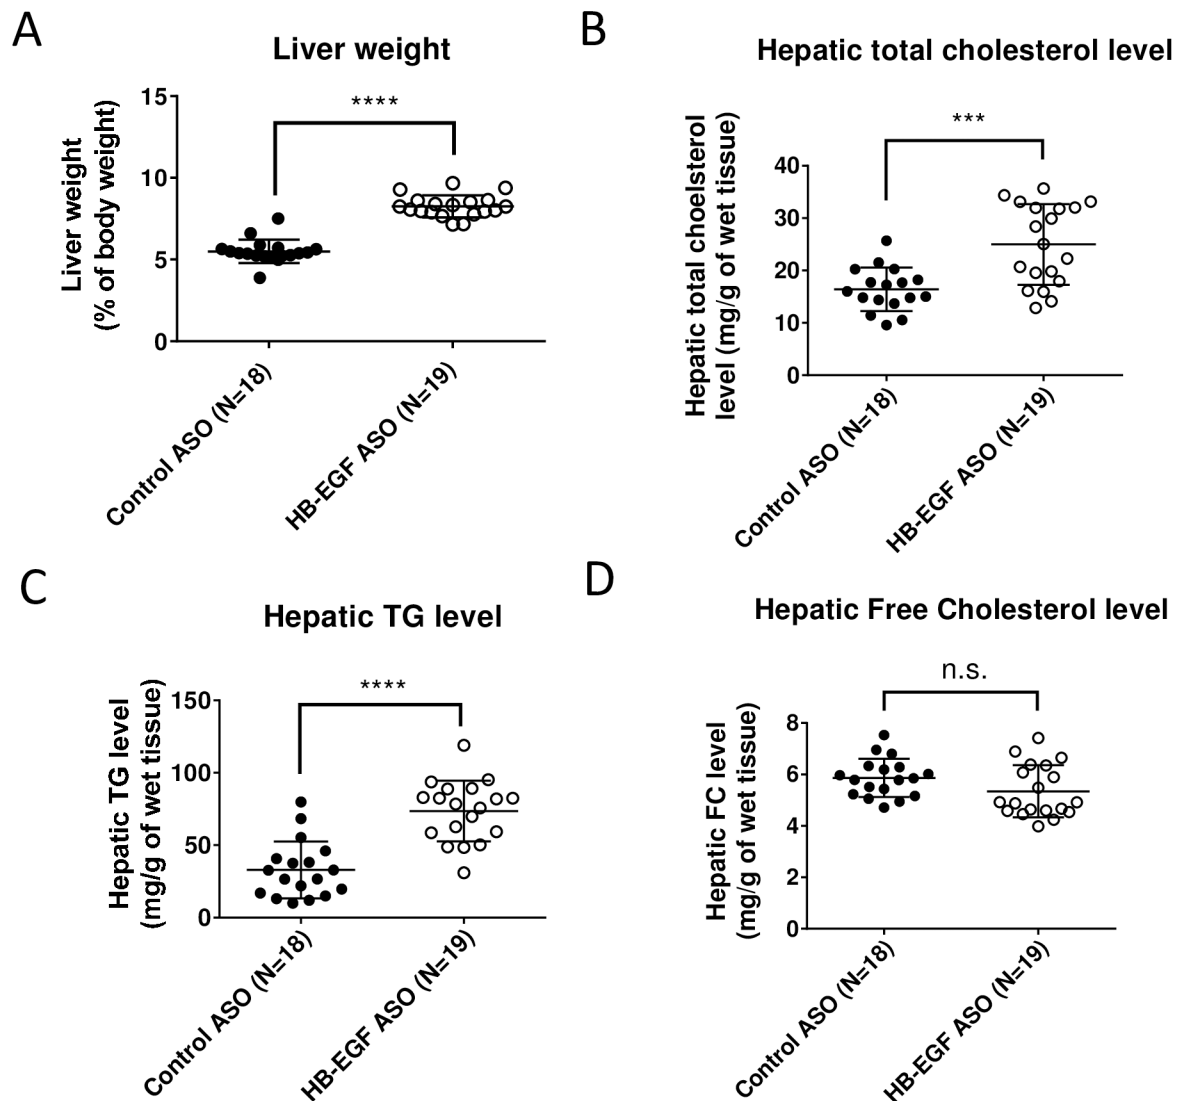 A
Liver weight
Liver weight
(% of body weight)
15
10
5
0
****
Control ASO (N=18)
HB-EGF ASO (N=19)
B
Hepatic total cholesterol level
Hepatic total choelsterol
level (mg/g of wet tissue)
40
30
20
10
0
***
Control ASO (N=18)
HB-EGF ASO (N=19)
C
Hepatic TG level
Hepatic TG level
(mg/g of wet tissue)
150
100
50
0
****
Control ASO (N=18)
HB-EGF ASO (N=19)
D
Hepatic Free Cholesterol level
Hepatic FC level
(mg/g of wet tissue)
8
6
4
2
0
n.s.
Control ASO (N=18)
HB-EGF ASO (N=19)